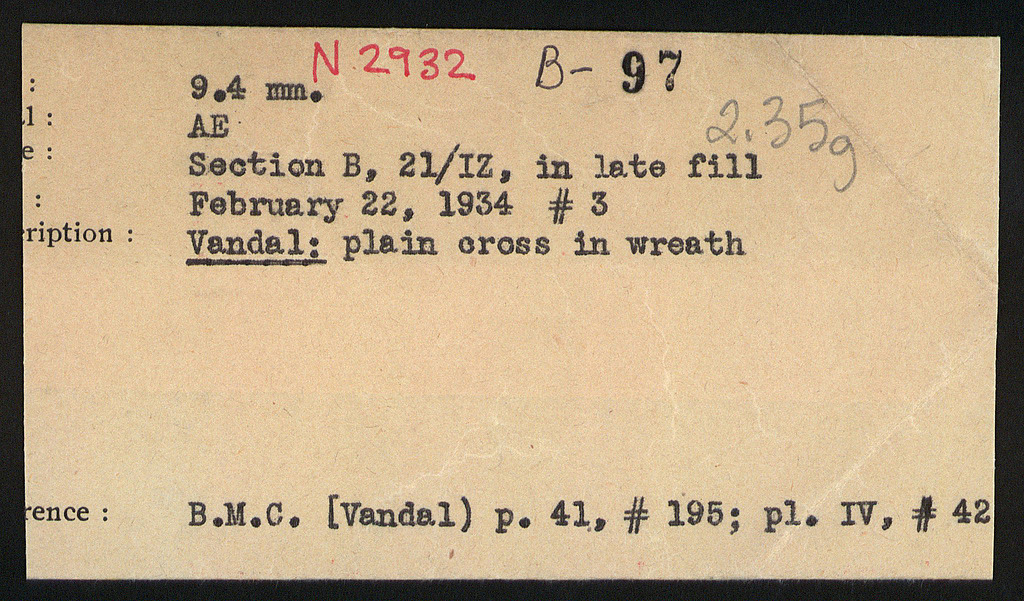 N 2932 B- 97
: 9.4 mm.
l : AE 2.35g
e : Section B, 21/IZ, in late fill
: February 22, 1934 # 3
ription : Vandal: plain cross in wreath
rence : B.M.C. [Vandal) p. 41, # 195; pl. IV, # 42